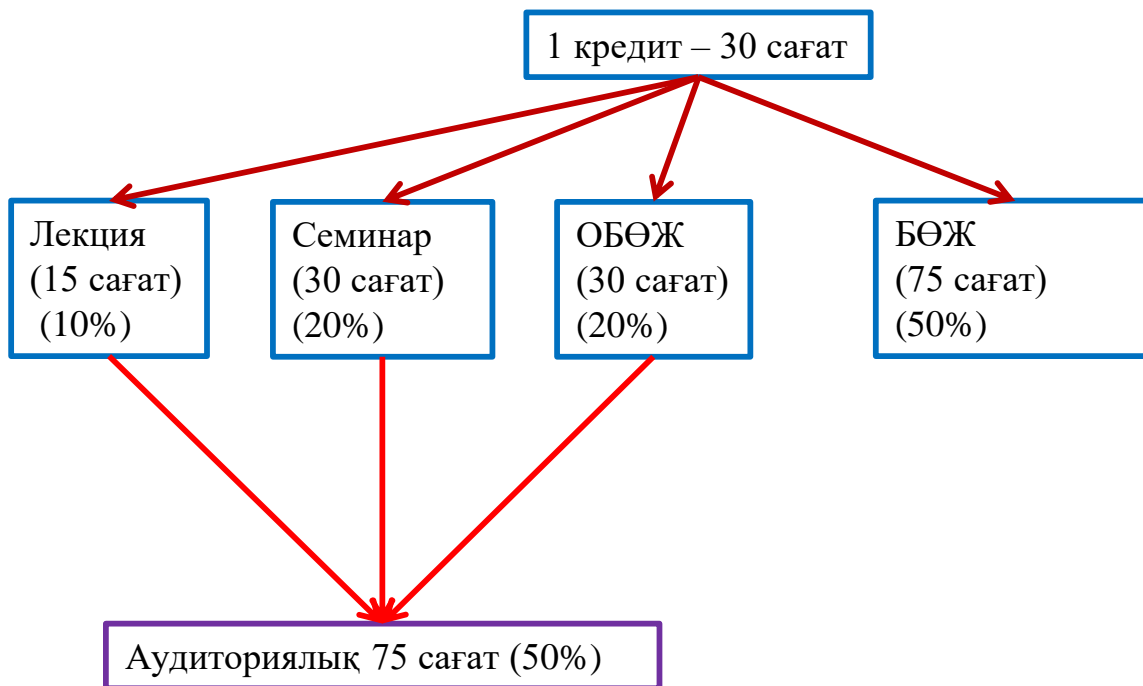 1 кредит – 30 сағат
Лекция
(15 сағат)
(10%)
Семинар
(30 сағат)
(20%)
ОБӨЖ
(30 сағат)
(20%)
БӨЖ
(75 сағат)
(50%)
Аудиториялық 75 сағат (50%)